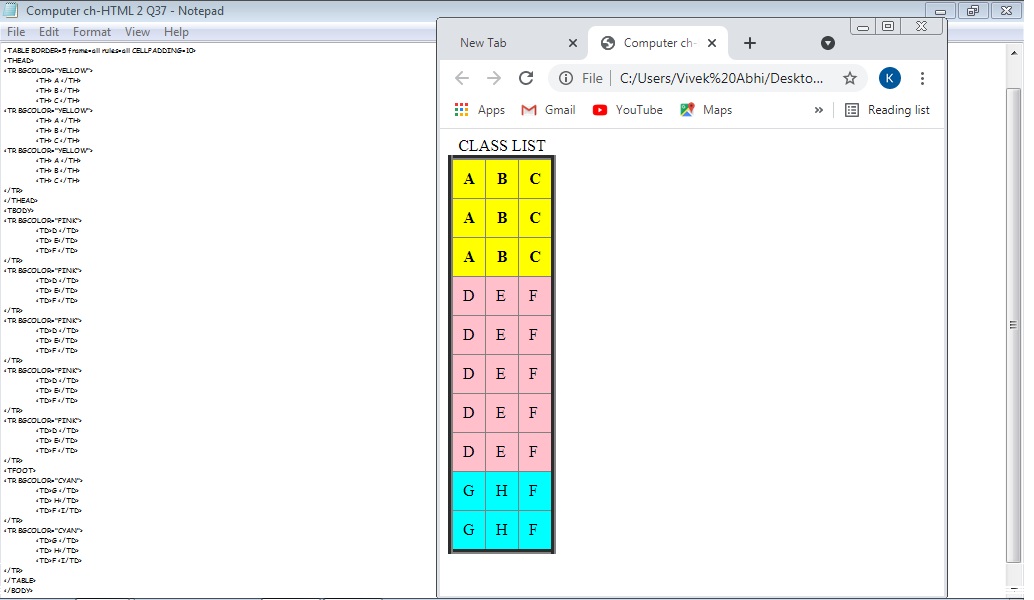 Computer ch-HTML 2 Q37 - Notepad
File Edit Format View Help
<TABLE BORDER=5 frame=all rules=all CELLPADDING=10>
<THEAD>
<TR BGCOLOR="YELLOW">
<TH> A </TH>
<TH> B </TH>
<TH> C </TH>
<TR BGCOLOR="YELLOW">
<TH> A </TH>
<TH> B </TH>
<TH> C </TH>
<TR BGCOLOR="YELLOW">
<TH> A </TH>
<TH> B </TH>
<TH> C </TH>
</TR>
</THEAD>
<TBODY>
<TR BGCOLOR="PINK">
<TD>D </TD>
<TD> E</TD>
<TD>F </TD>
</TR>
<TR BGCOLOR="PINK">
<TD>D </TD>
<TD> E</TD>
<TD>F </TD>
</TR>
<TR BGCOLOR="PINK">
<TD>D </TD>
<TD> E</TD>
<TD>F </TD>
</TR>
<TR BGCOLOR="PINK">
<TD>D </TD>
<TD> E</TD>
<TD>F </TD>
</TR>
<TR BGCOLOR="PINK">
<TD>D </TD>
<TD> E</TD>
<TD>F </TD>
</TR>
<TFOOT>
<TR BGCOLOR="CYAN">
<TD>G </TD>
<TD> H</TD>
<TD>F <I/TD>
</TR>
<TR BGCOLOR="CYAN">
<TD>G </TD>
<TD> H</TD>
<TD>F <I/TD>
</TR>
</TABLE>
</BODY>
New Tab Computer ch-
File C:/Users/Vivek%20Abhi/Deskto... K
Apps Gmail YouTube Maps » Reading list
CLASS LIST
A B C
A B C
A B C
D E F
D E F
D E F
D E F
D E F
G H F
G H F